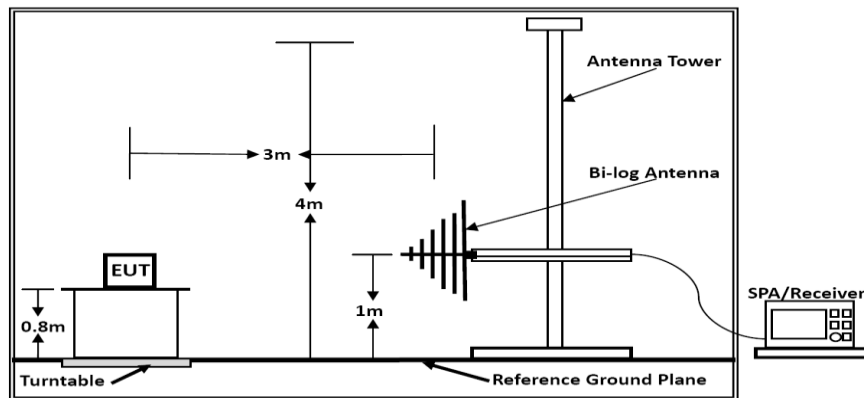 Antenna Tower
3m
Bi-log Antenna
4m
EUT
1m
SPA/Receiver
0.8m
Turntable
Reference Ground Plane